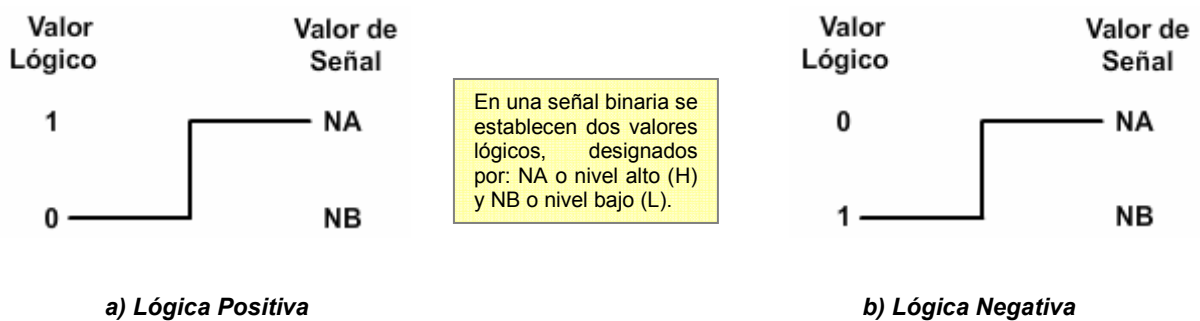 Valor
Lógico
Valor de
Señal
1
NA
0
NB
a) Lógica Positiva
En una señal binaria se
establecen dos valores
lógicos, designados
por: NA o nivel alto (H)
y NB o nivel bajo (L).
Valor
Lógico
Valor de
Señal
0
NA
1
NB
b) Lógica Negativa